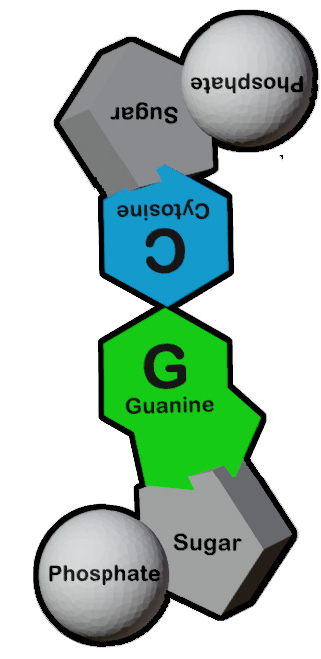 Phosphate
Sugar
Cytosine
C
G
Guanine
Sugar
Phosphate